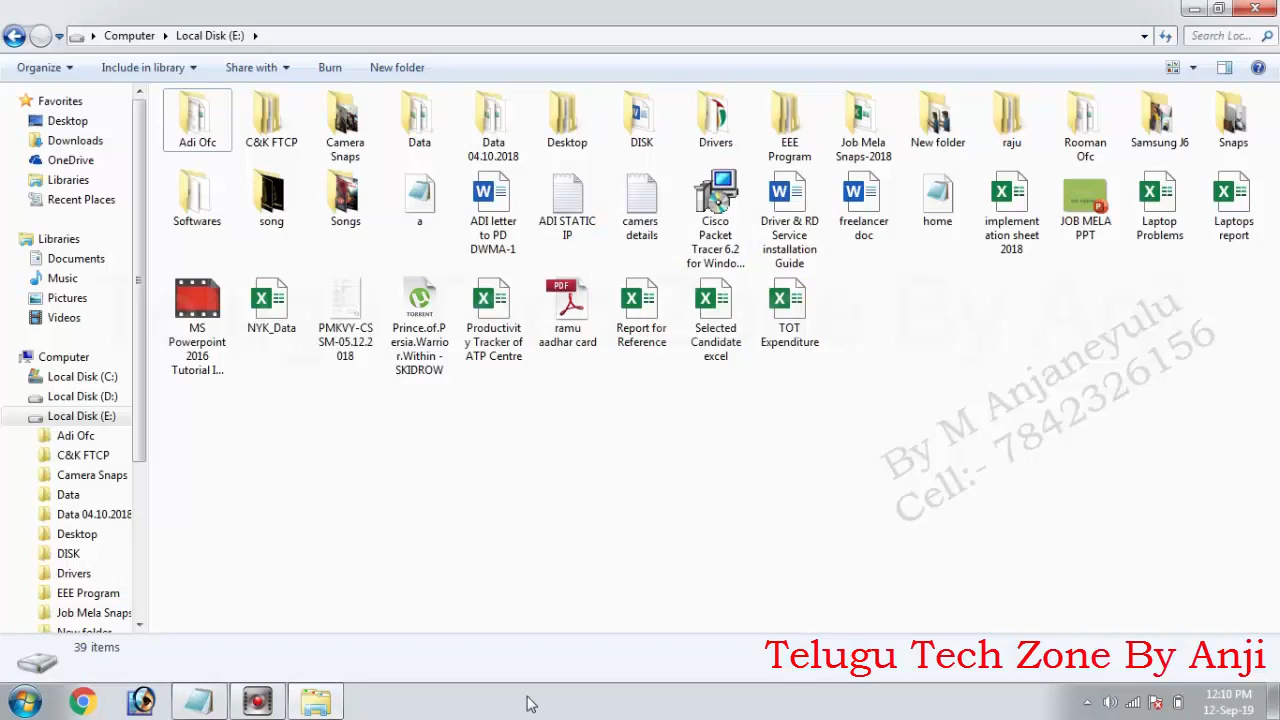 Computer
Local Disk (E:)
Search Loc...
Organize
Include in library
Share with
Burn
New folder
Favorites
Desktop
Downloads
OneDrive
Libraries
Recent Places
Libraries
Documents
Music
Pictures
Videos
Computer
Local Disk (C:)
Local Disk (D:)
Local Disk (E:)
Adi Ofc
C&K FTCP
Camera Snaps
Data
Data 04.10.2018
Desktop
DISK
Drivers
EEE Program
Job Mela Snaps
New folder
Adi Ofc
C&K FTCP
Camera
Snaps
Data
Data
04.10.2018
Desktop
DISK
Drivers
EEE
Program
Job Mela
Snaps-2018
New folder
raju
Rooman
Ofc
Samsung J6
Snaps
Softwares
song
Songs
a
ADI letter
to PD
DWMA-1
ADI STATIC
IP
camers
details
Cisco
Packet
Tracer 6.2
for Windo...
Driver & RD
Service
installation
Guide
freelancer
doc
home
implement
ation sheet
2018
JOB MELA
PPT
Laptop
Problems
Laptops
report
MS
Powerpoint
2016
Tutorial I...
NYK_Data
PMKVY-CS
SM-05.12.2
018
TORRENT
Prince.of.P
ersia.Warrio
r.Within -
SKIDROW
Productivit
y Tracker of
ATP Centre
PDF
ramu
aadhar card
Report for
Reference
Selected
Candidate
excel
TOT
Expenditure
By M Anjaneyulu
Cell:- 7842326156
39 items
Telugu Tech Zone By Anji
12:10 PM
12-Sep-19